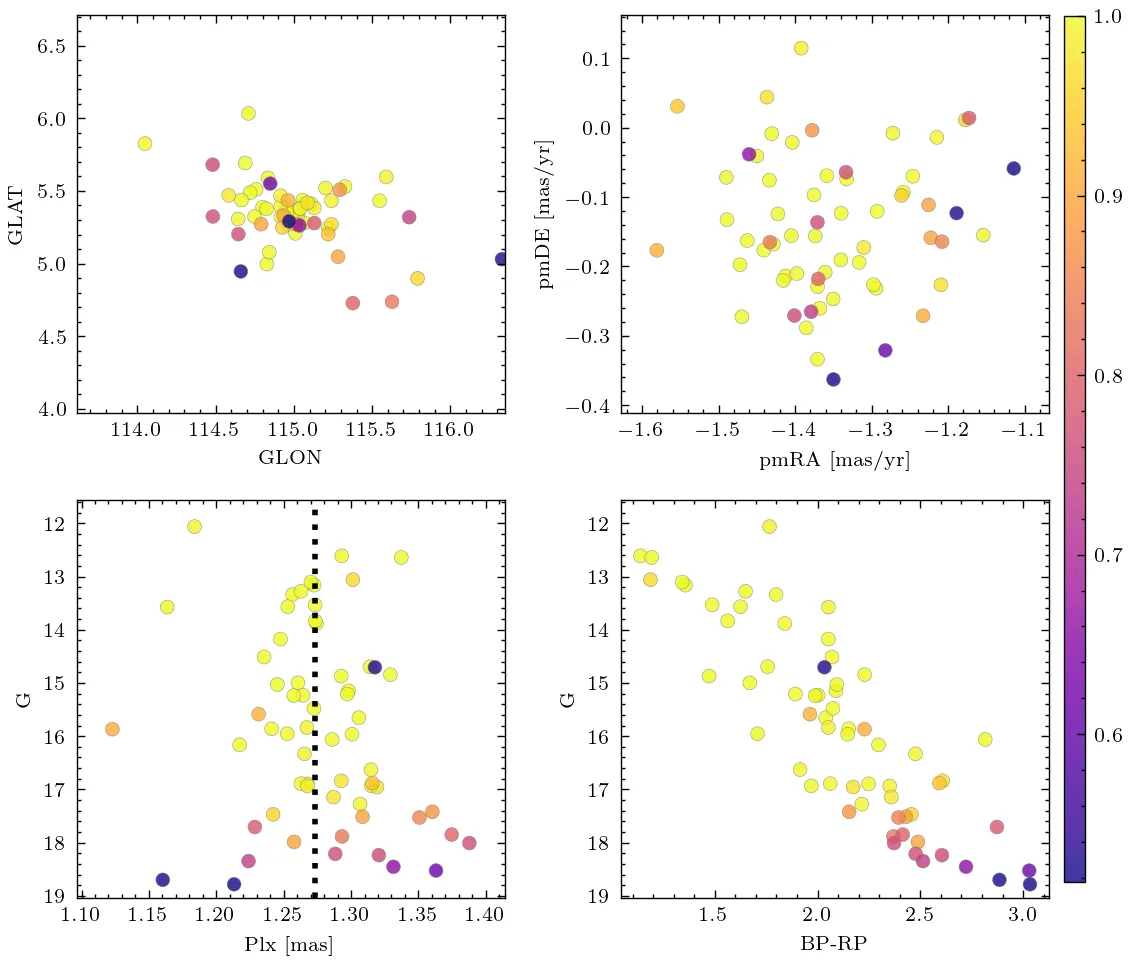 6.5
6.0
5.5
5.0
4.5
4.0
GLAT
114.0 114.5 115.0 115.5 116.0
GLON
0.1
0.0
−0.1
−0.2
−0.3
−0.4
pmDE [mas/yr]
−1.6 −1.5 −1.4 −1.3 −1.2 −1.1
pmRA [mas/yr]
1.0
0.9
0.8
0.7
0.6
12
13
14
15
16
17
18
19
G
1.10 1.15 1.20 1.25 1.30 1.35 1.40
Plx [mas]
12
13
14
15
16
17
18
19
G
1.5 2.0 2.5 3.0
BP-RP